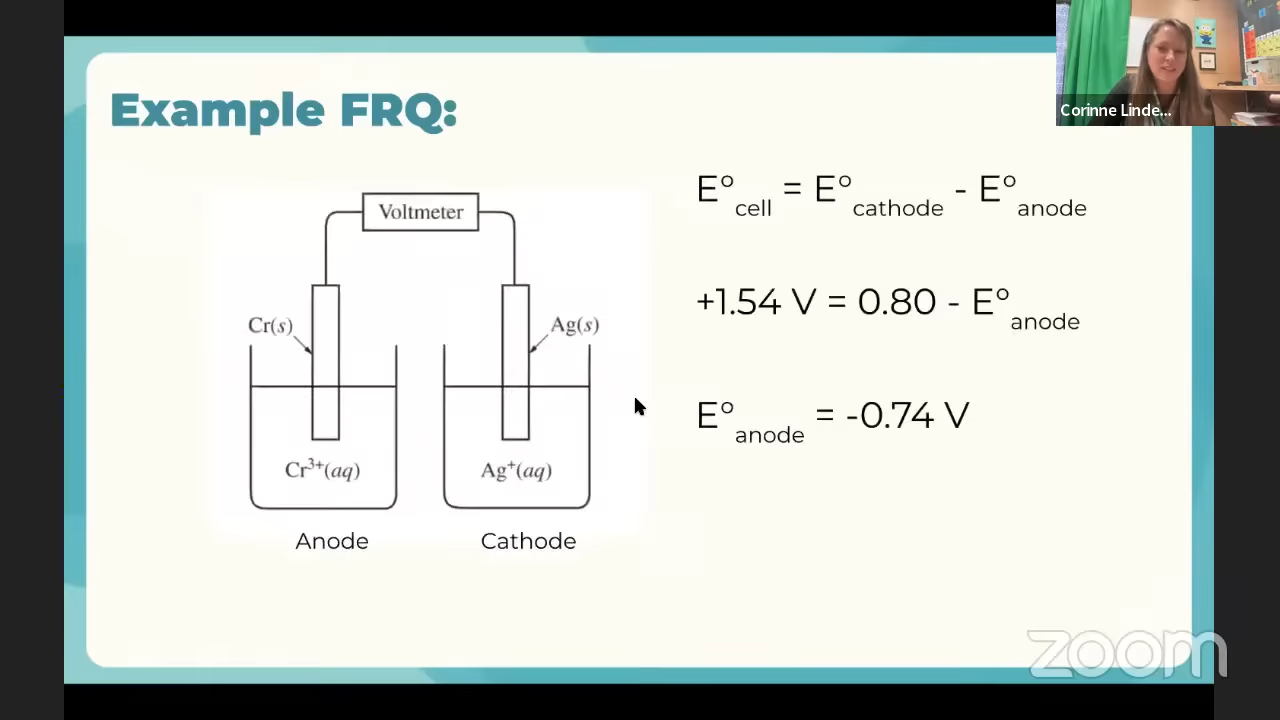 Example FRQ:
Corinne Linde...
Voltmeter
Cr(s)
Ag(s)
Cr³⁺(aq)
Ag⁺(aq)
Anode
Cathode
E°cell = E°cathode - E°anode
+1.54 V = 0.80 - E°anode
E°anode = -0.74 V
zoom